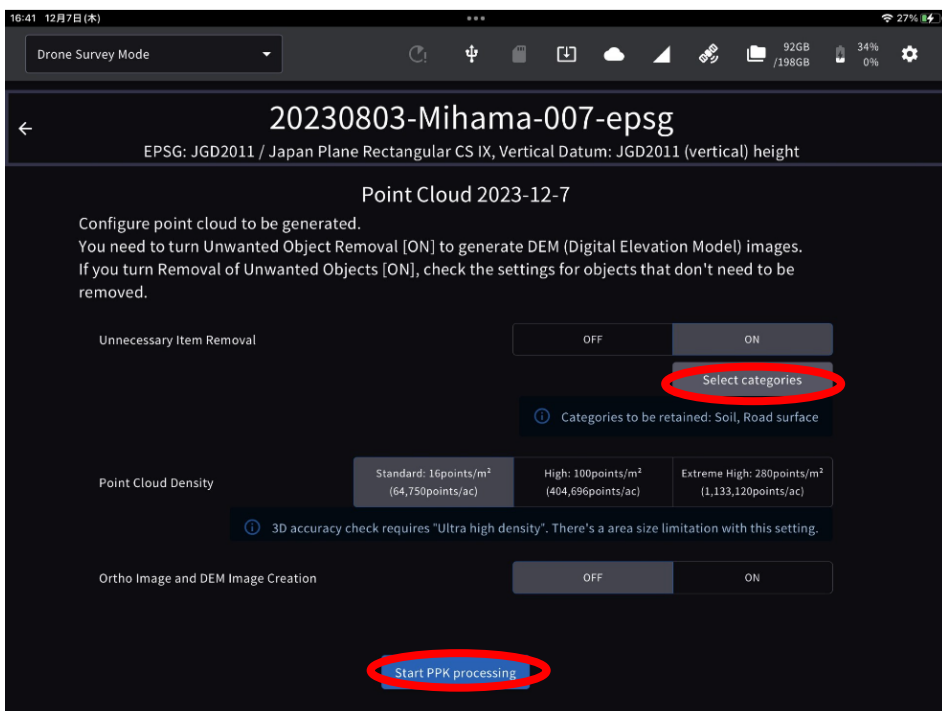 16:41 12月7日(木)
27%
Drone Survey Mode
92GB
/198GB
34%
0%
20230803-Mihama-007-epsg
EPSG: JGD2011 / Japan Plane Rectangular CS IX, Vertical Datum: JGD2011 (vertical) height
Point Cloud 2023-12-7
Configure point cloud to be generated.
You need to turn Unwanted Object Removal [ON] to generate DEM (Digital Elevation Model) images.
If you turn Removal of Unwanted Objects [ON], check the settings for objects that don't need to be
removed.
Unnecessary Item Removal
OFF
ON
Select categories
Categories to be retained: Soil, Road surface
Point Cloud Density
Standard: 16points/m²
(64,750points/ac)
High: 100points/m²
(404,696points/ac)
Extreme High: 280points/m²
(1,133,120points/ac)
3D accuracy check requires "Ultra high density". There's a area size limitation with this setting.
Ortho Image and DEM Image Creation
OFF
ON
Start PPK processing